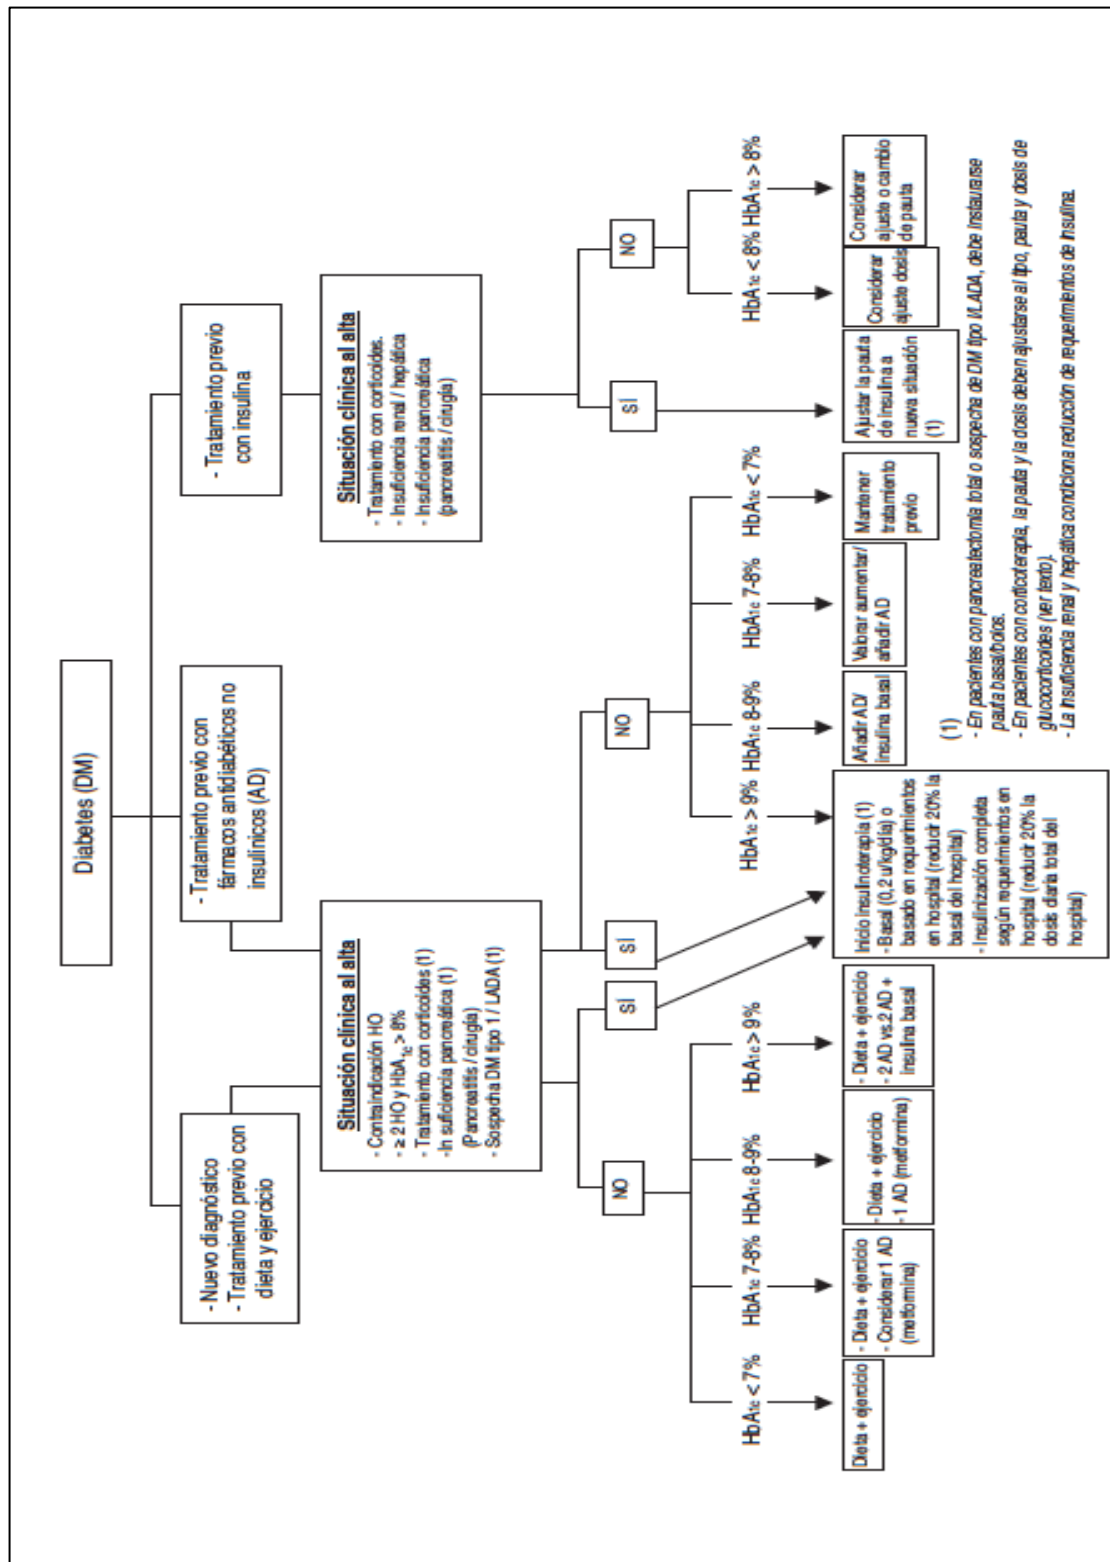 Diabetes (DM)
- Nuevo diagnóstico
- Tratamiento previo con
dieta y ejercicio
- Tratamiento previo con
fármacos antidiabéticos no
insulínicos (AD)
- Tratamiento previo
con insulina
Situación clínica al alta
- Contraindicación HO
- ≥ 2 HO y HbA1c > 8%
- Tratamiento con corticoides (1)
- In suficiencia pancreática (1)
(Pancreatitis / cirugía)
- Sospecha DM tipo 1 / LADA (1)
Situación clínica al alta
- Tratamiento con corticoides.
- Insuficiencia renal / hepática
- Insuficiencia pancreática
(pancreatitis / cirugía)
NO
SÍ
SÍ
NO
SÍ
NO
HbA1c < 7%
HbA1c 7-8%
HbA1c 8-9%
HbA1c > 9%
HbA1c > 9%
HbA1c 8-9%
HbA1c 7-8%
HbA1c < 7%
HbA1c < 8%
HbA1c > 8%
Dieta + ejercicio
- Dieta + ejercicio
- Considerar 1 AD
(metformina)
- Dieta + ejercicio
- 1 AD (metformina)
- Dieta + ejercicio
- 2 AD vs.2 AD +
insulina basal
Inicio insulinoterapia (1)
- Basal (0,2 u/kg/día) o
basado en requerimientos
en hospital (reducir 20% la
basal del hospital)
- Insulinización completa
según requerimientos en
hospital (reducir 20% la
dosis diaria total del
hospital)
Añadir AD/
insulina basal
Valorar aumentar/
añadir AD
Mantener
tratamiento
previo
Ajustar la pauta
de insulina a
nueva situación
(1)
Considerar
ajuste dosis
Considerar
ajuste o cambio
de pauta
(1)
- En pacientes con pancreatectomía total o sospecha de DM tipo I/LADA, debe instaurarse
pauta basal/bolos.
- En pacientes con corticoterapia, la pauta y la dosis deben ajustarse al tipo, pauta y dosis de
glucocorticoides (ver texto).
- La insuficiencia renal y hepática condiciona reducción de requerimientos de insulina.